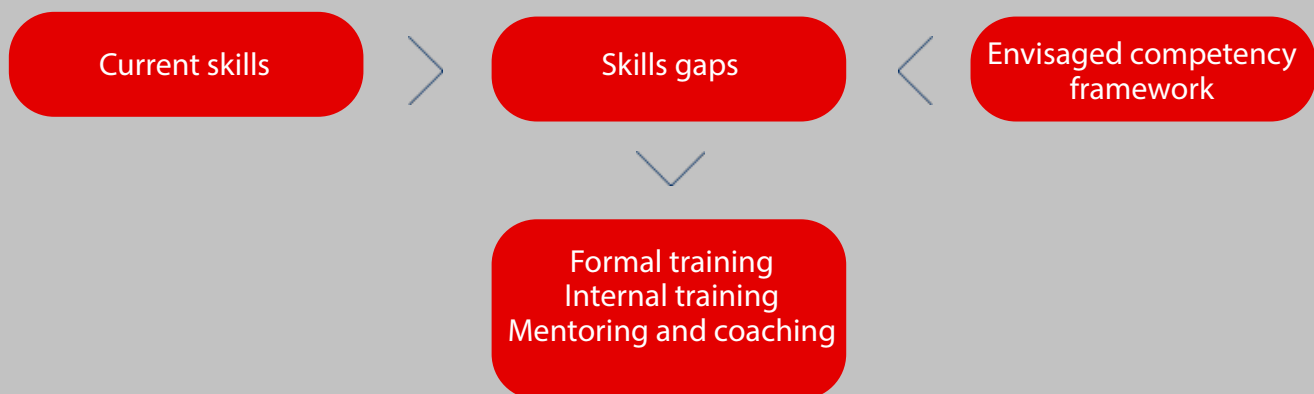 Current skills
Skills gaps
Envisaged competency
framework
Formal training
Internal training
Mentoring and coaching